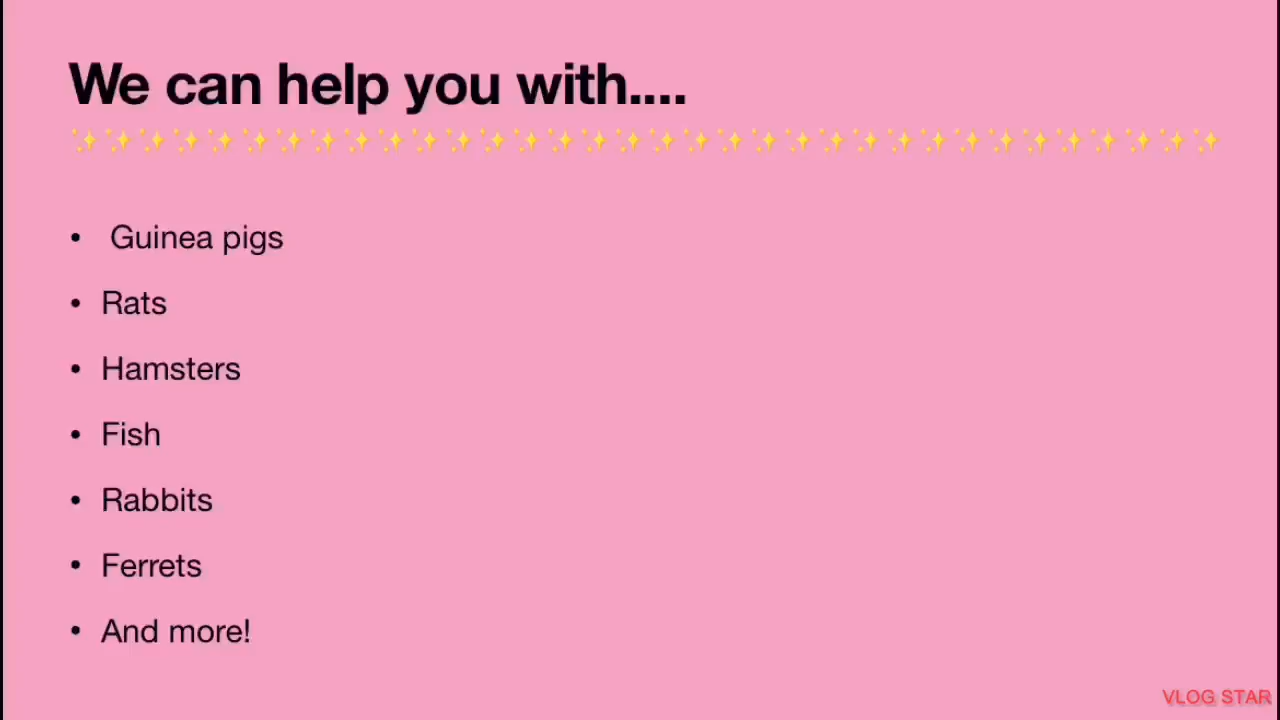 We can help you with....
✨✨✨✨✨✨✨✨✨✨✨✨✨✨✨✨✨✨✨✨✨✨✨✨✨✨✨✨✨✨✨✨✨✨
• Guinea pigs
• Rats
• Hamsters
• Fish
• Rabbits
• Ferrets
• And more!
VLOG STAR